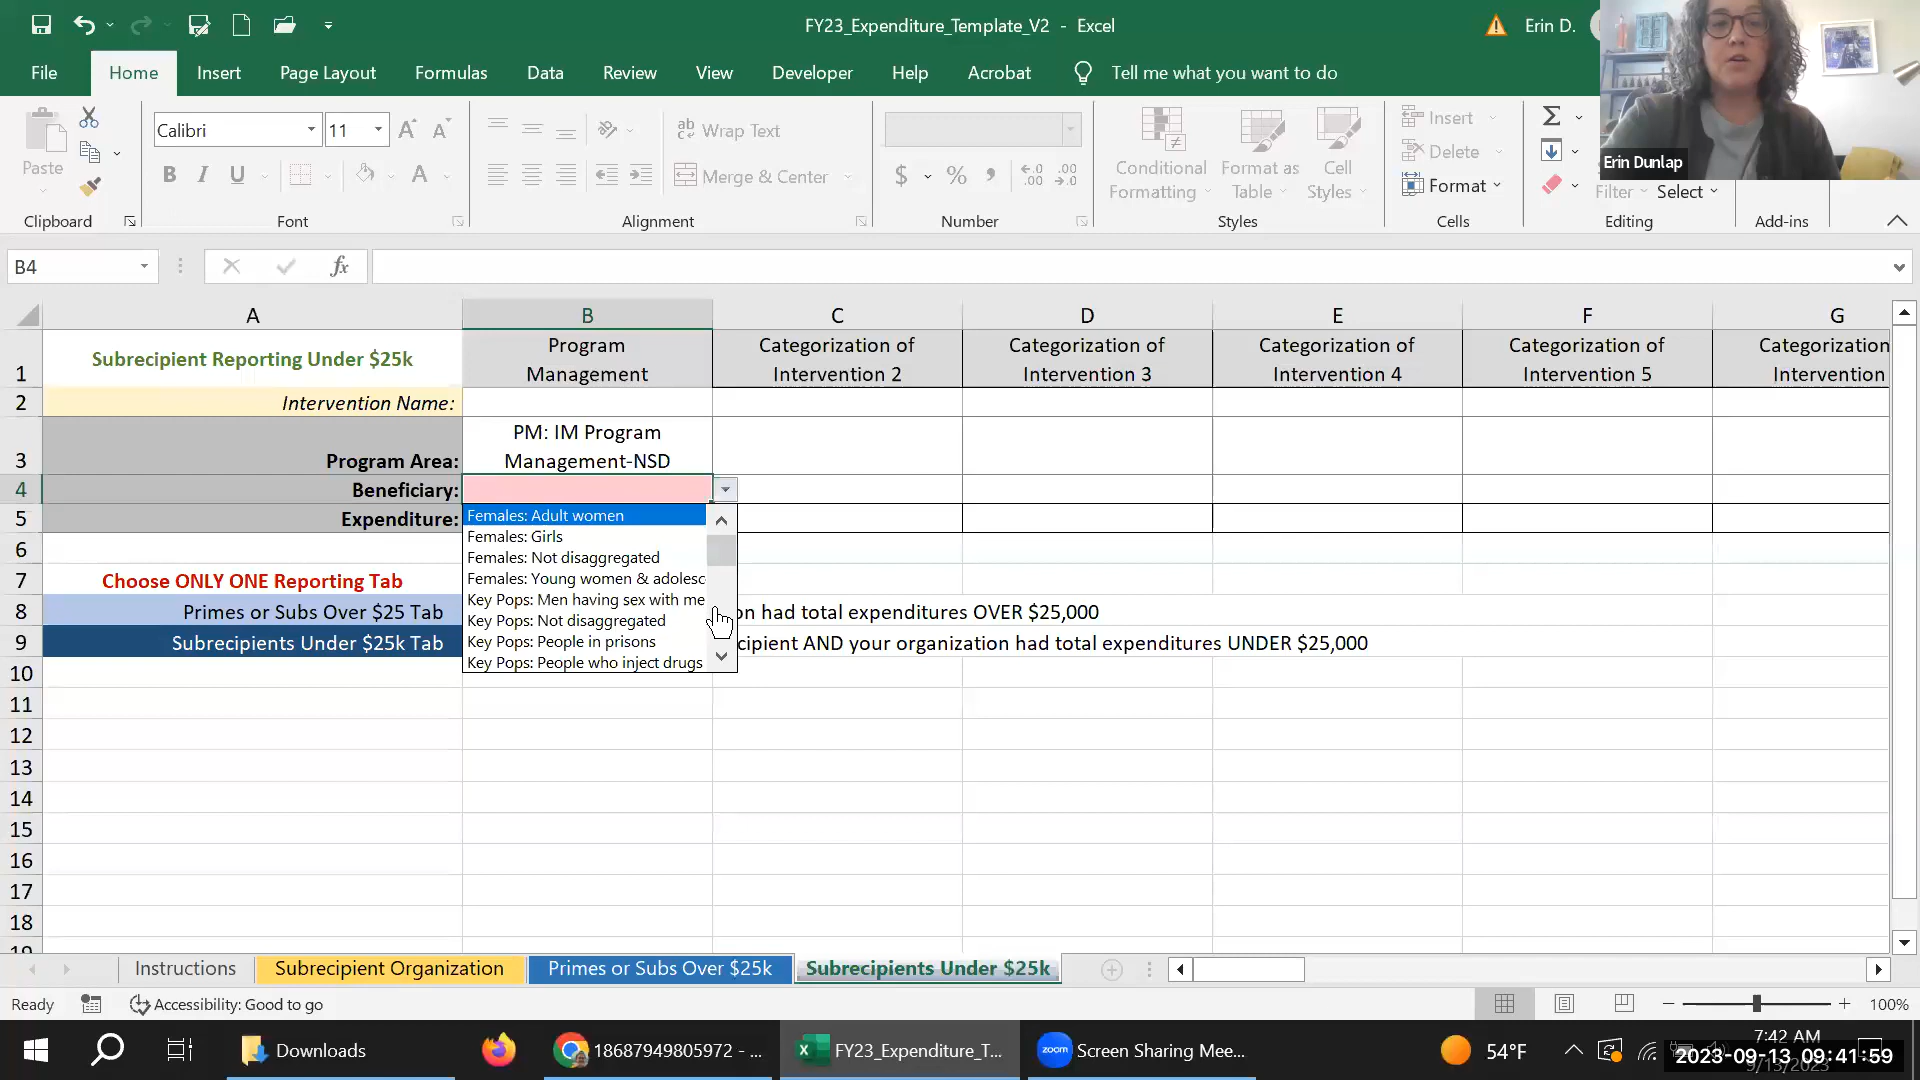 FY23_Expenditure_Template_V2 - Excel
Erin D.
File Home Insert Page Layout Formulas Data Review View Developer Help Acrobat Tell me what you want to do
Calibri 11
Paste
Wrap Text
Merge & Center
Conditional Formatting
Format as Table
Cell Styles
Insert
Delete
Format
Filter
Select
Erin Dunlap
Clipboard Font Alignment Number Styles Cells Editing Add-ins
B4
fx
A B C D E F G
1 Subrecipient Reporting Under $25k
Program Management
Categorization of Intervention 2
Categorization of Intervention 3
Categorization of Intervention 4
Categorization of Intervention 5
Categorization Intervention
2 Intervention Name:
3 Program Area: PM: IM Program Management-NSD
4 Beneficiary:
5 Expenditure:
Females: Adult women
Females: Girls
Females: Not disaggregated
Females: Young women & adolesc
Key Pops: Men having sex with me
Key Pops: Not disaggregated
Key Pops: People in prisons
Key Pops: People who inject drugs
6
7 Choose ONLY ONE Reporting Tab
8 Primes or Subs Over $25 Tab on had total expenditures OVER $25,000
9 Subrecipients Under $25k Tab cipient AND your organization had total expenditures UNDER $25,000
10
11
12
13
14
15
16
17
18
19
Instructions Subrecipient Organization Primes or Subs Over $25k Subrecipients Under $25k
Ready Accessibility: Good to go 100%
Downloads 18687949805972 - ... FY23_Expenditure_T... zoom Screen Sharing Mee... 54°F
7:42 AM
2023-09-13 09:41:59